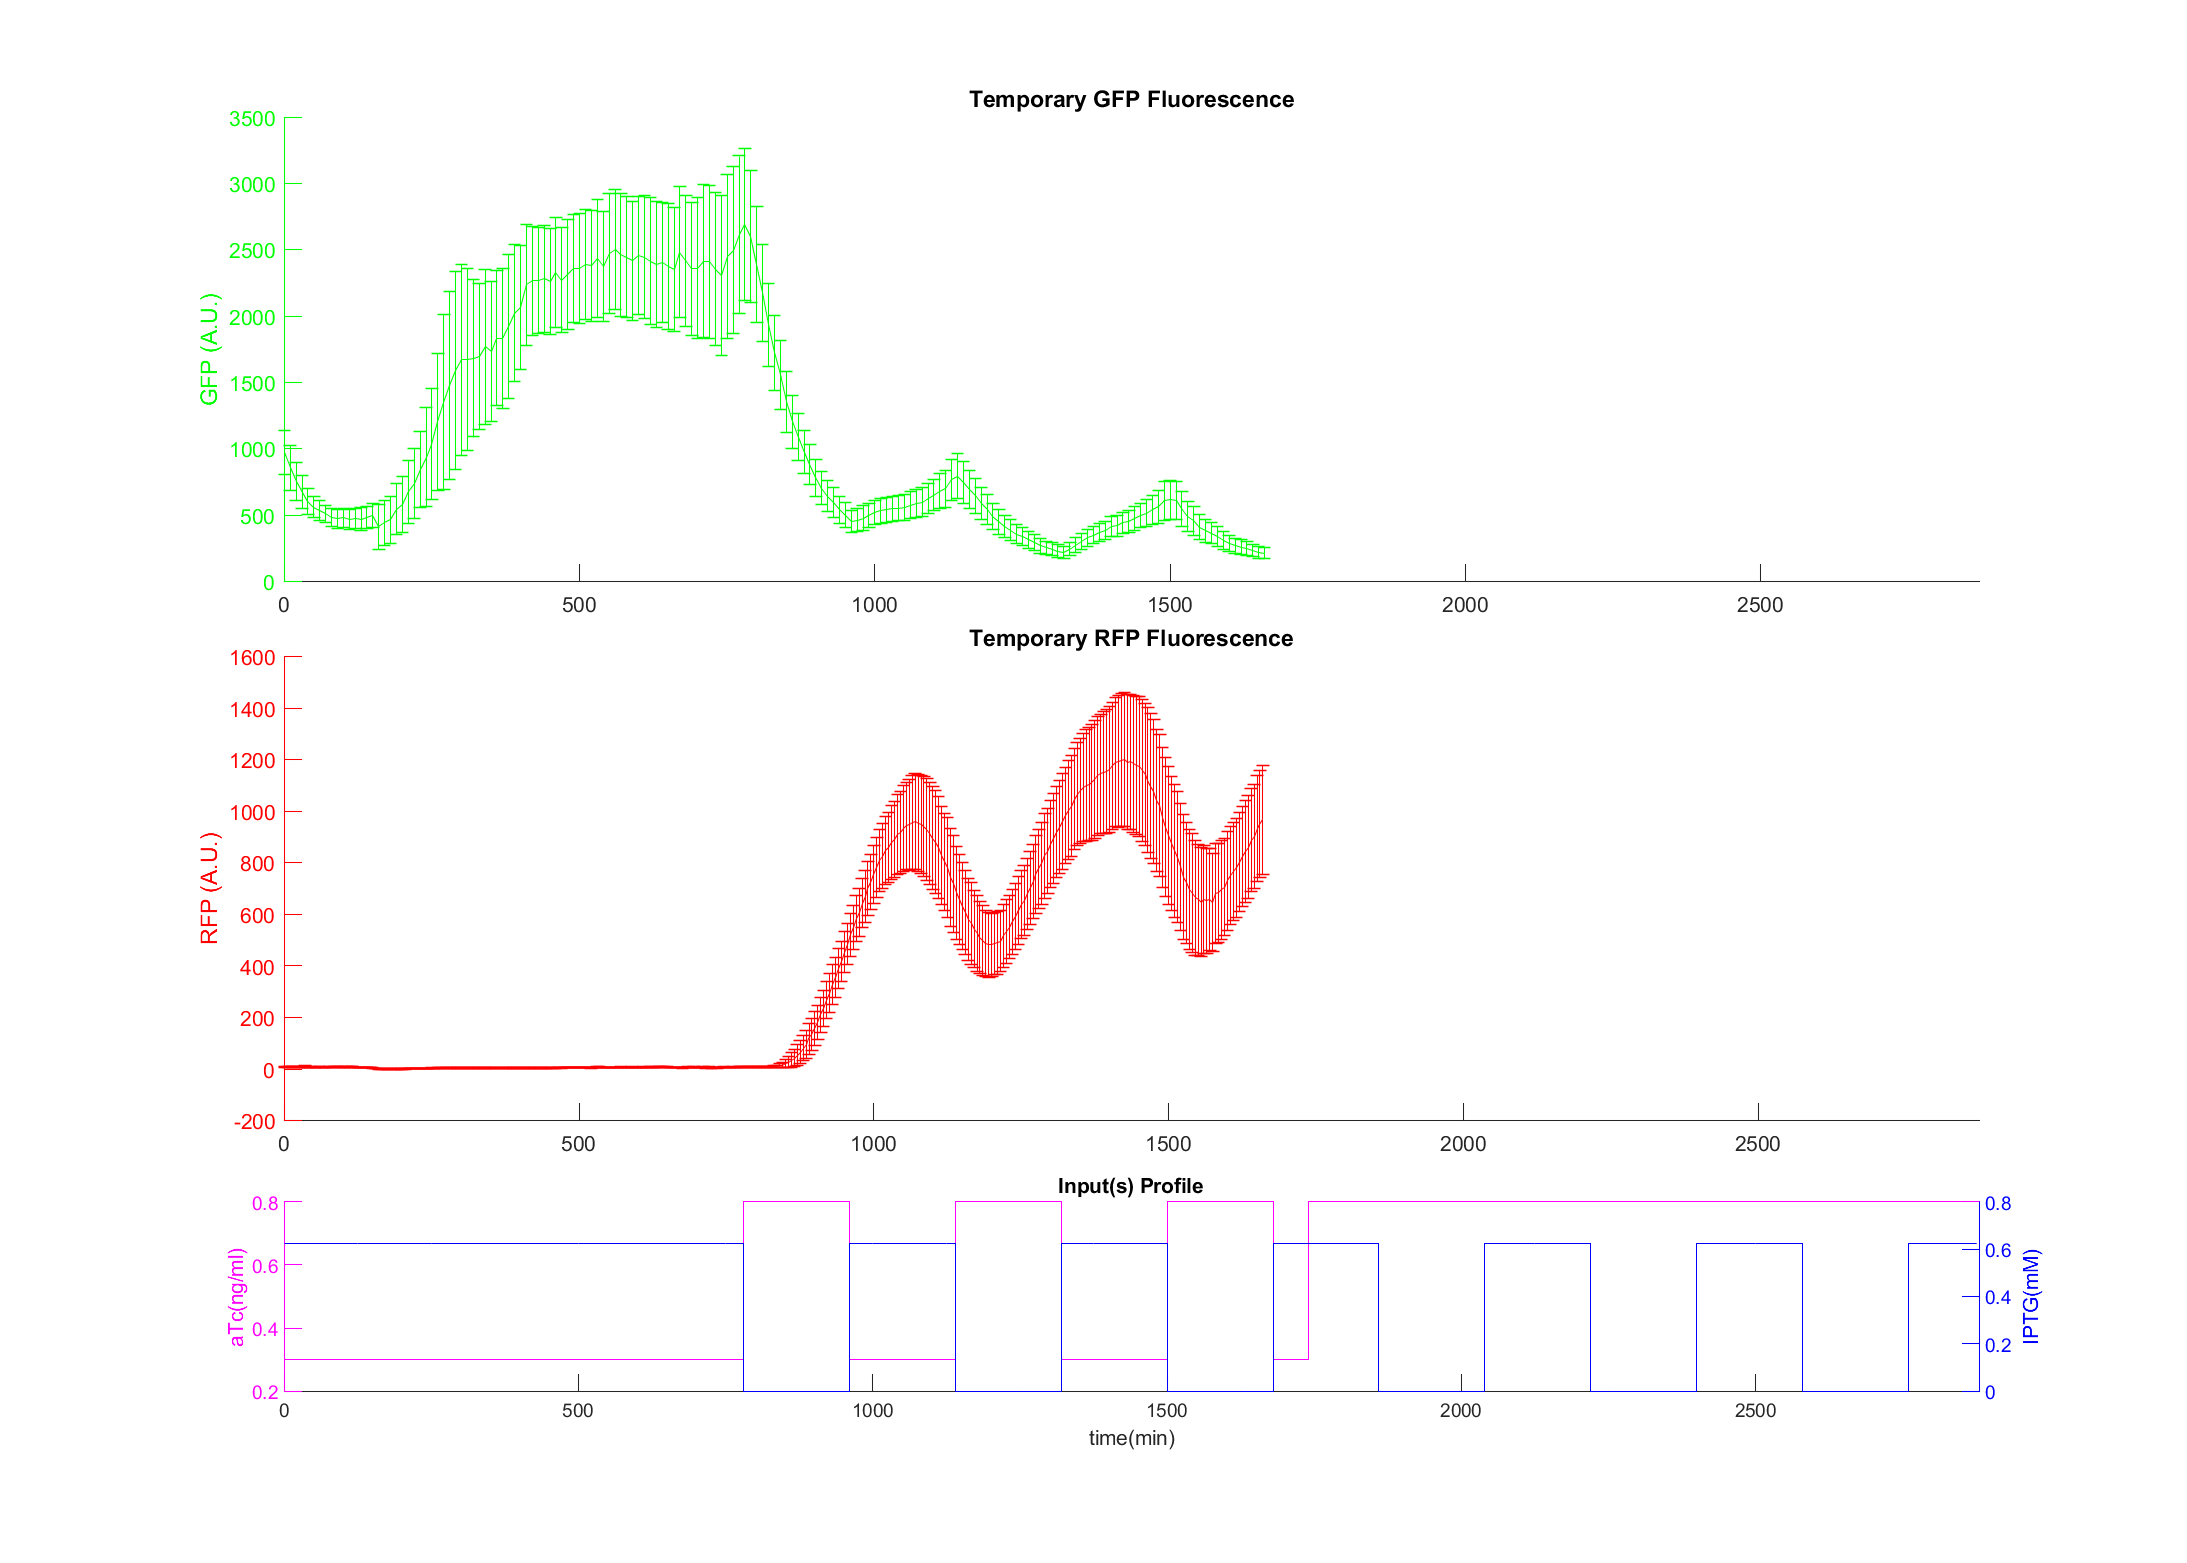 Temporary GFP Fluorescence
3500
3000
2500
2000
1500
1000
500
0
GFP (A.U.)
0 500 1000 1500 2000 2500
Temporary RFP Fluorescence
1600
1400
1200
1000
800
600
400
200
0
-200
RFP (A.U.)
0 500 1000 1500 2000 2500
Input(s) Profile
0.8
0.6
0.4
0.2
aTc(ng/ml)
0.8
0.6
0.4
0.2
0
IPTG(mM)
0 500 1000 1500 2000 2500
time(min)